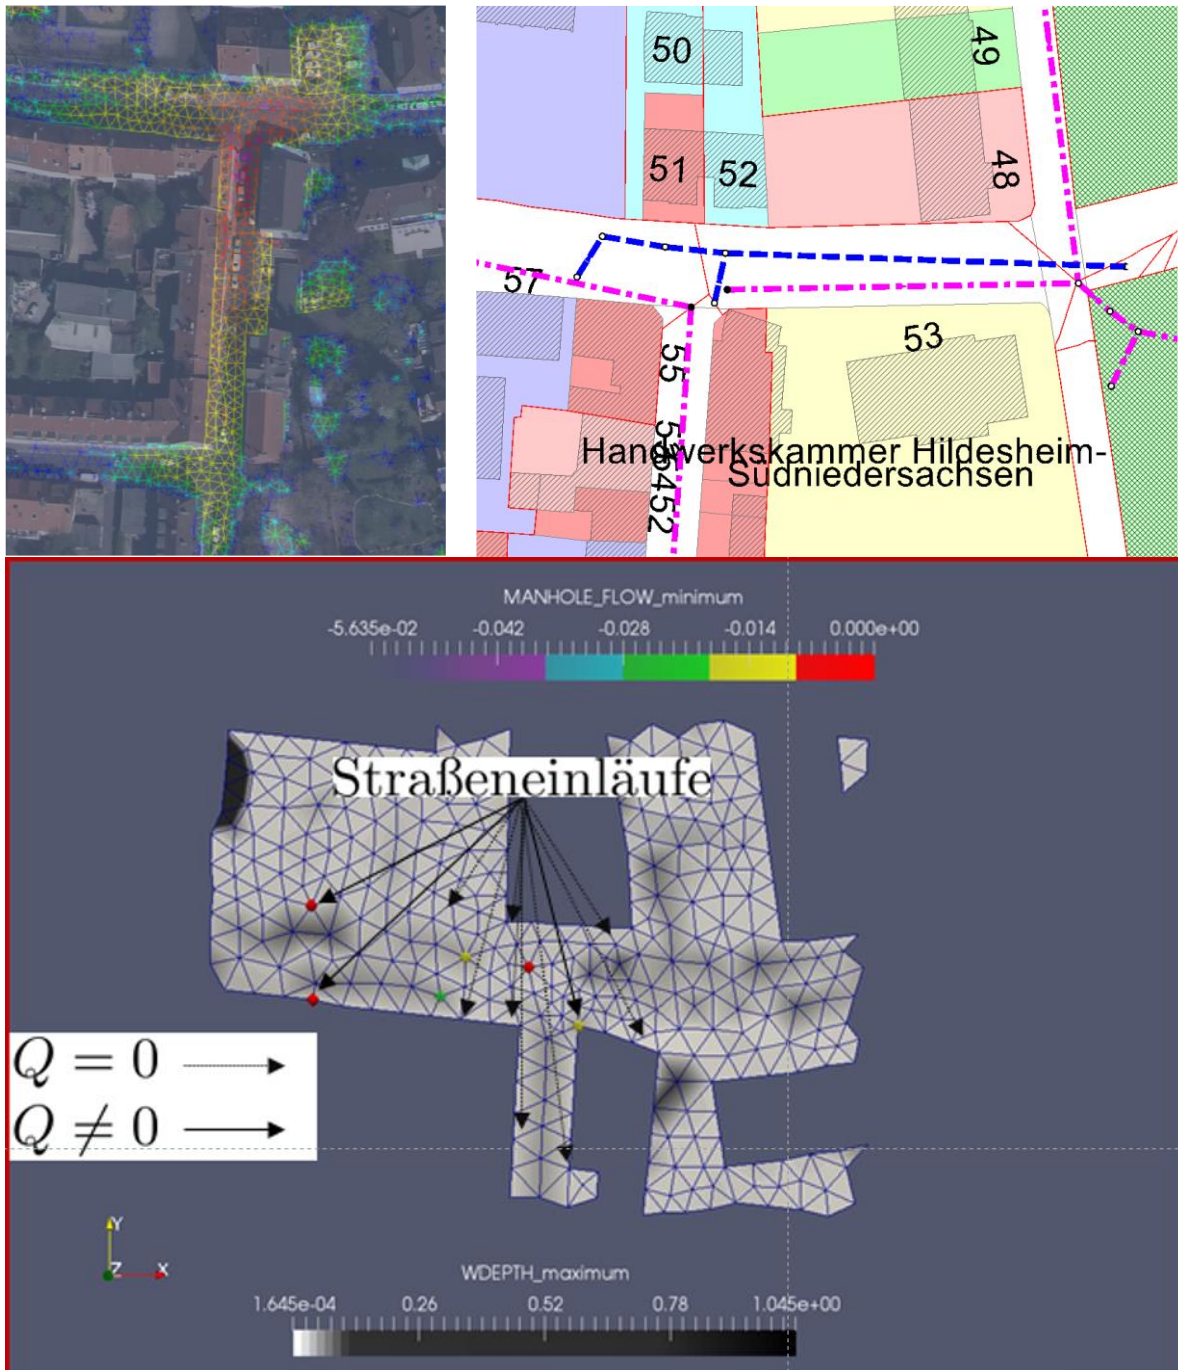 50
49
51
52
48
57
53
55
Handwerkskammer Hildesheim-
Südniedersachsen
MANHOLE_FLOW_minimum
-5.635e-02 -0.042 -0.028 -0.014 0.000e+00
Straßeneinläufe
Q = 0
Q ≠ 0
Y
Z X
WDEPTH_maximum
1.645e-04 0.26 0.52 0.78 1.045e+00